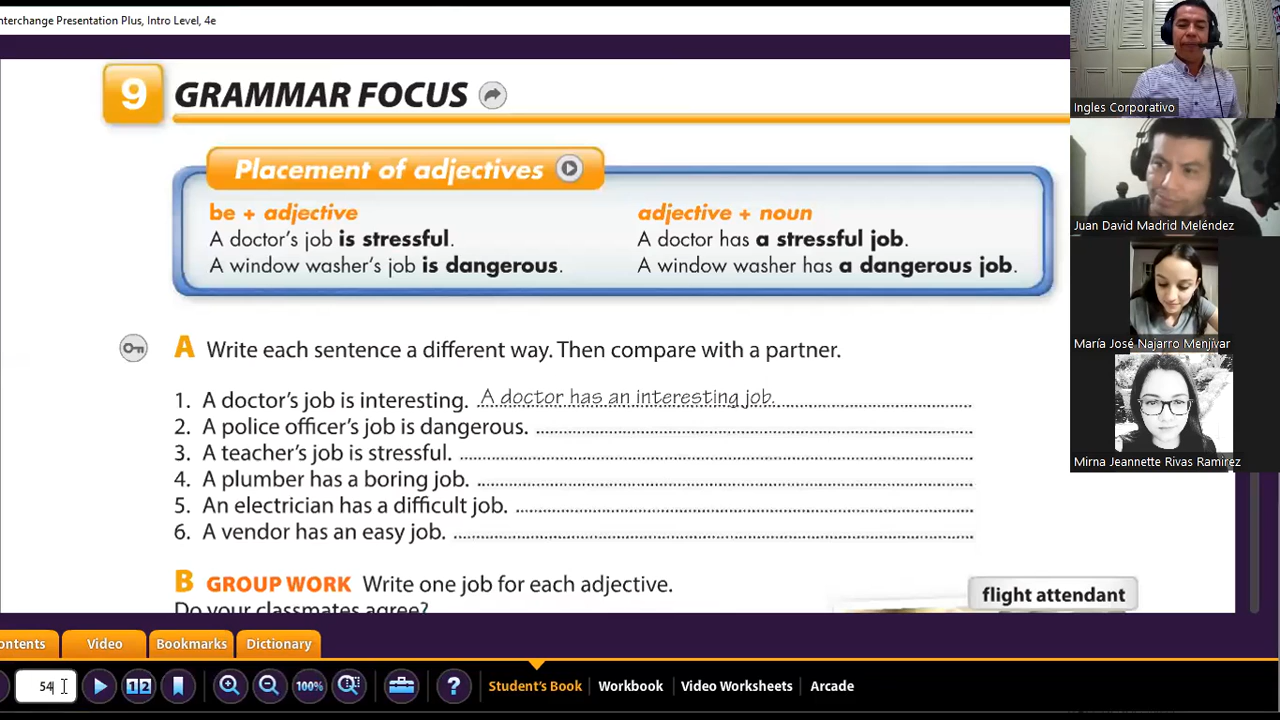 nterchange Presentation Plus, Intro Level, 4e
9 GRAMMAR FOCUS
Placement of adjectives
be + adjective
A doctor's job is stressful.
A window washer's job is dangerous.
adjective + noun
A doctor has a stressful job.
A window washer has a dangerous job.
A Write each sentence a different way. Then compare with a partner.
1. A doctor's job is interesting. A doctor has an interesting job.
2. A police officer's job is dangerous.
3. A teacher's job is stressful.
4. A plumber has a boring job.
5. An electrician has a difficult job.
6. A vendor has an easy job.
B GROUP WORK Write one job for each adjective.
Do your classmates agree?
flight attendant
Ingles Corporativo
Juan David Madrid Meléndez
María José Najarro Menjivar
Mirna Jeannette Rivas Ramirez
ontents Video Bookmarks Dictionary
54 1 2 100% ? Student's Book Workbook Video Worksheets Arcade